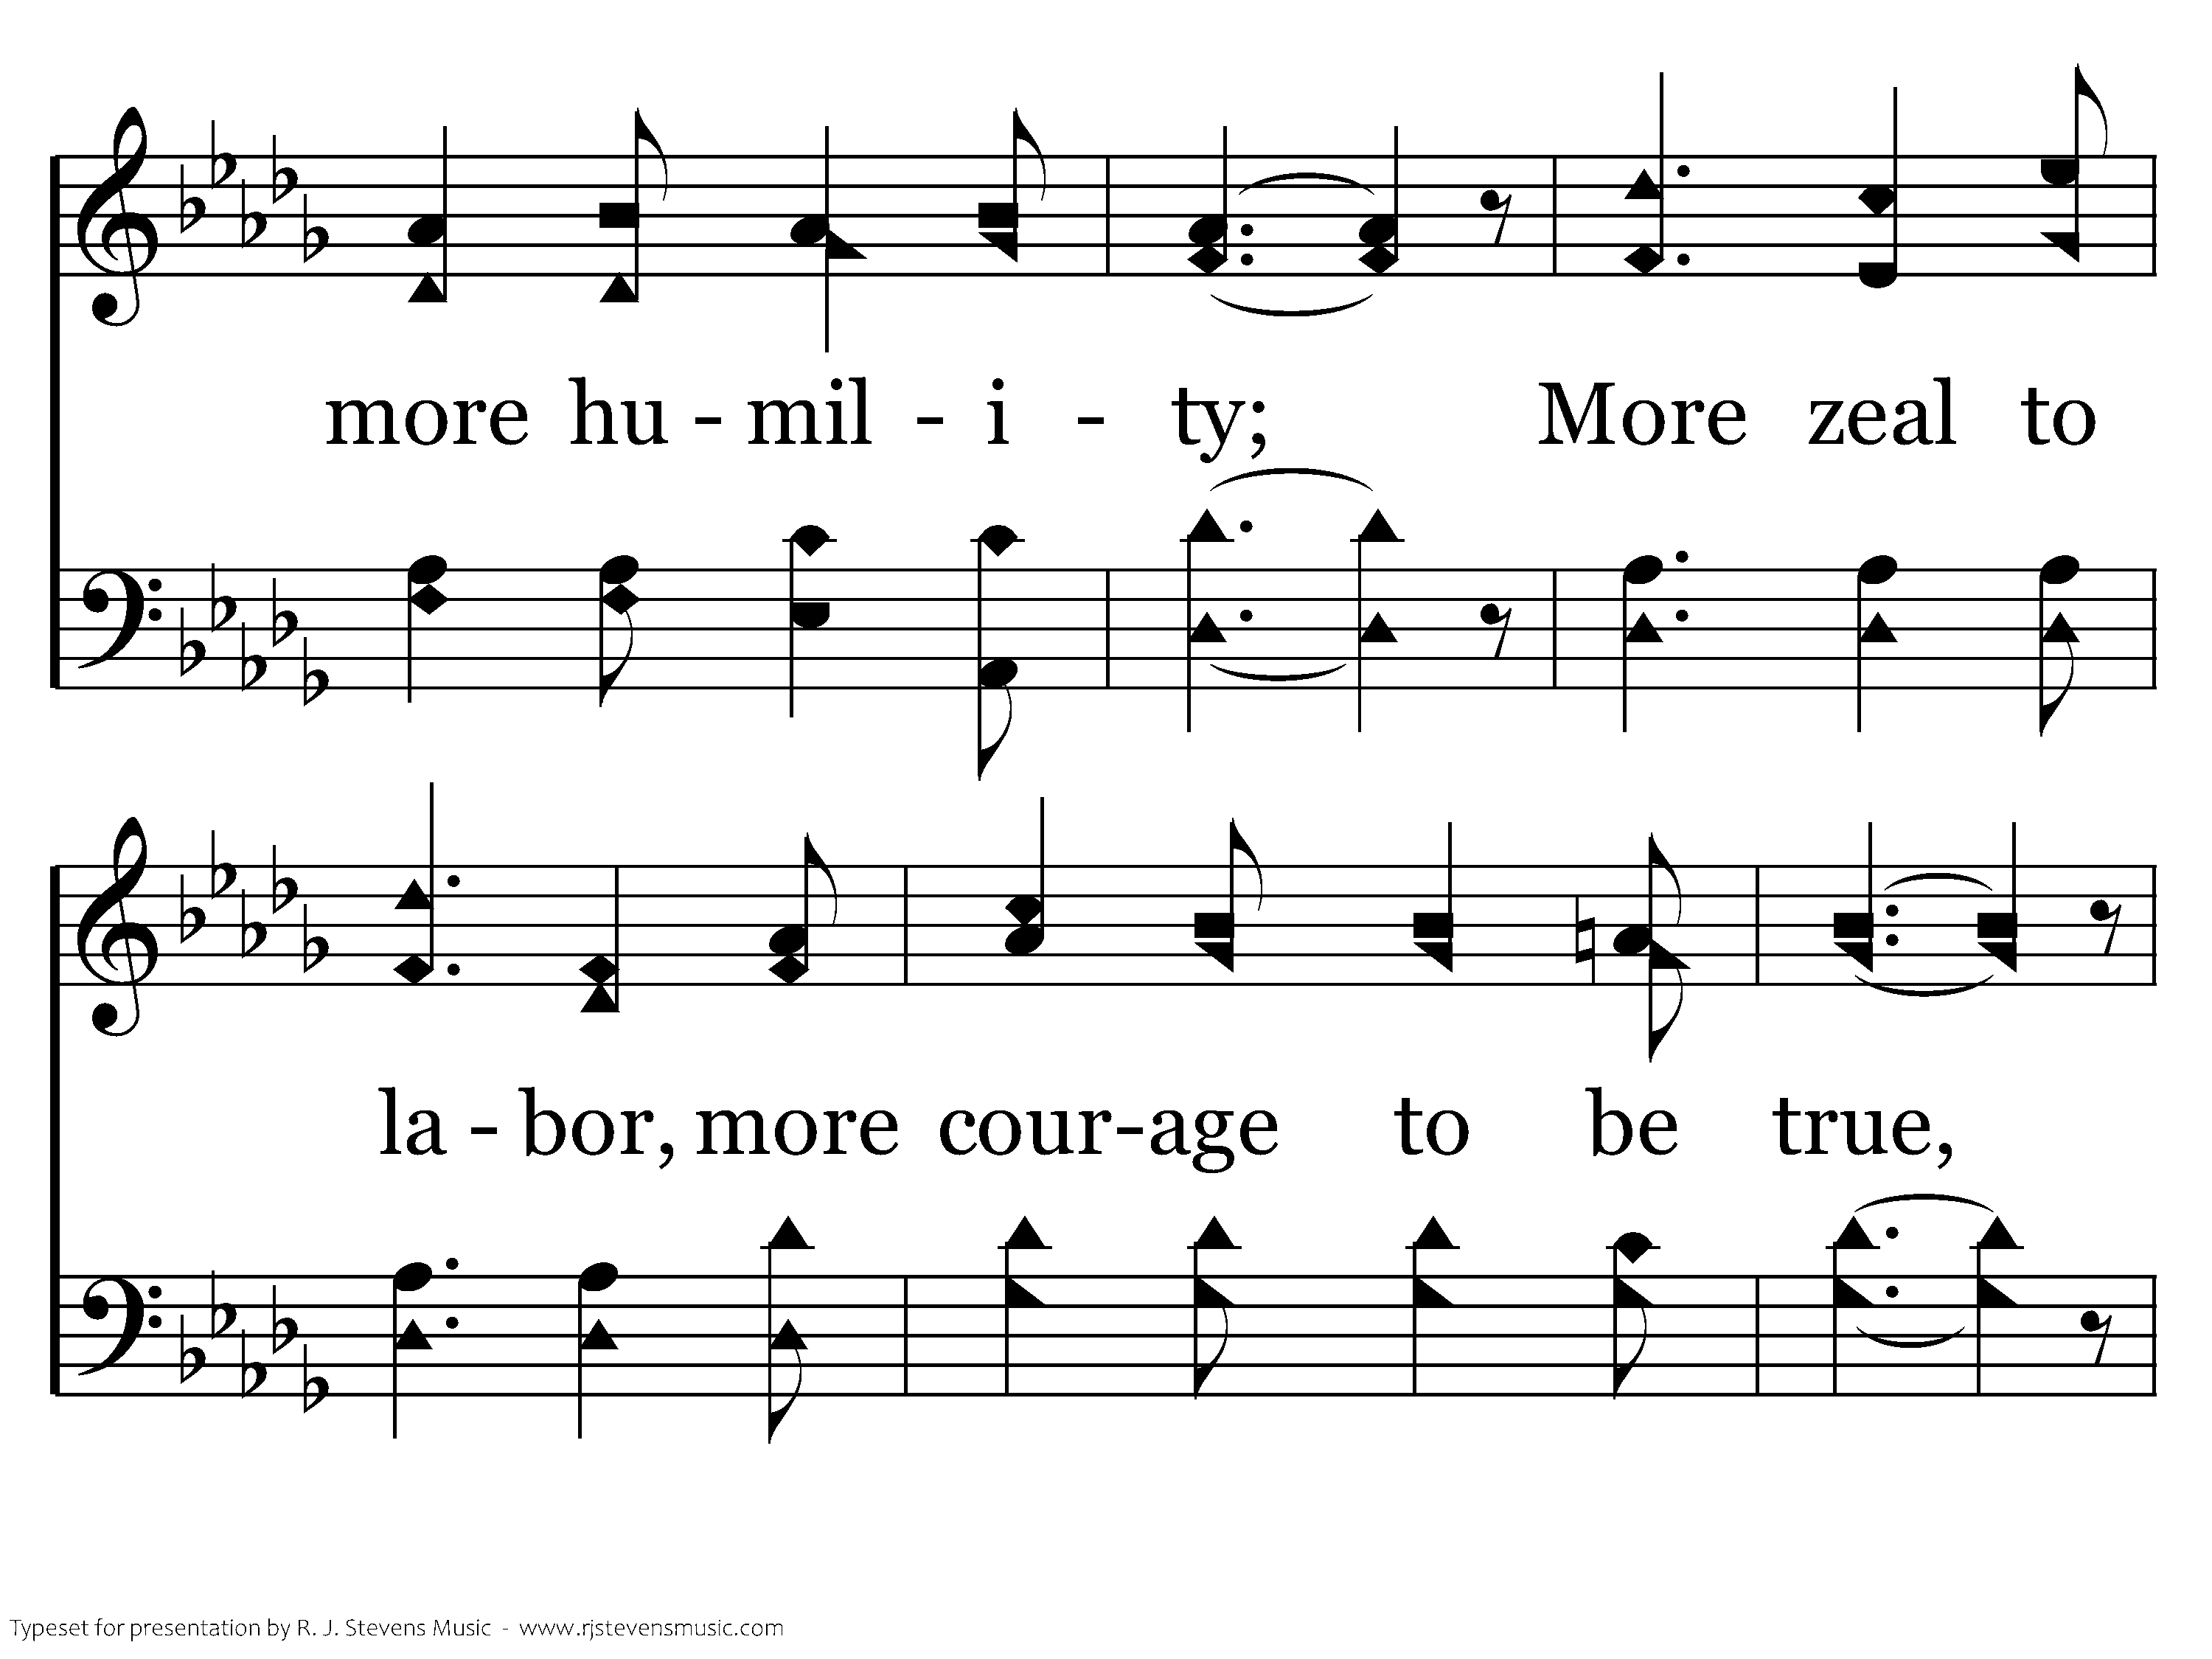 more hu - mil - i - ty; More zeal to
la - bor, more cour-age to be true,
Typeset for presentation by R. J. Stevens Music - www.rjstevensmusic.com